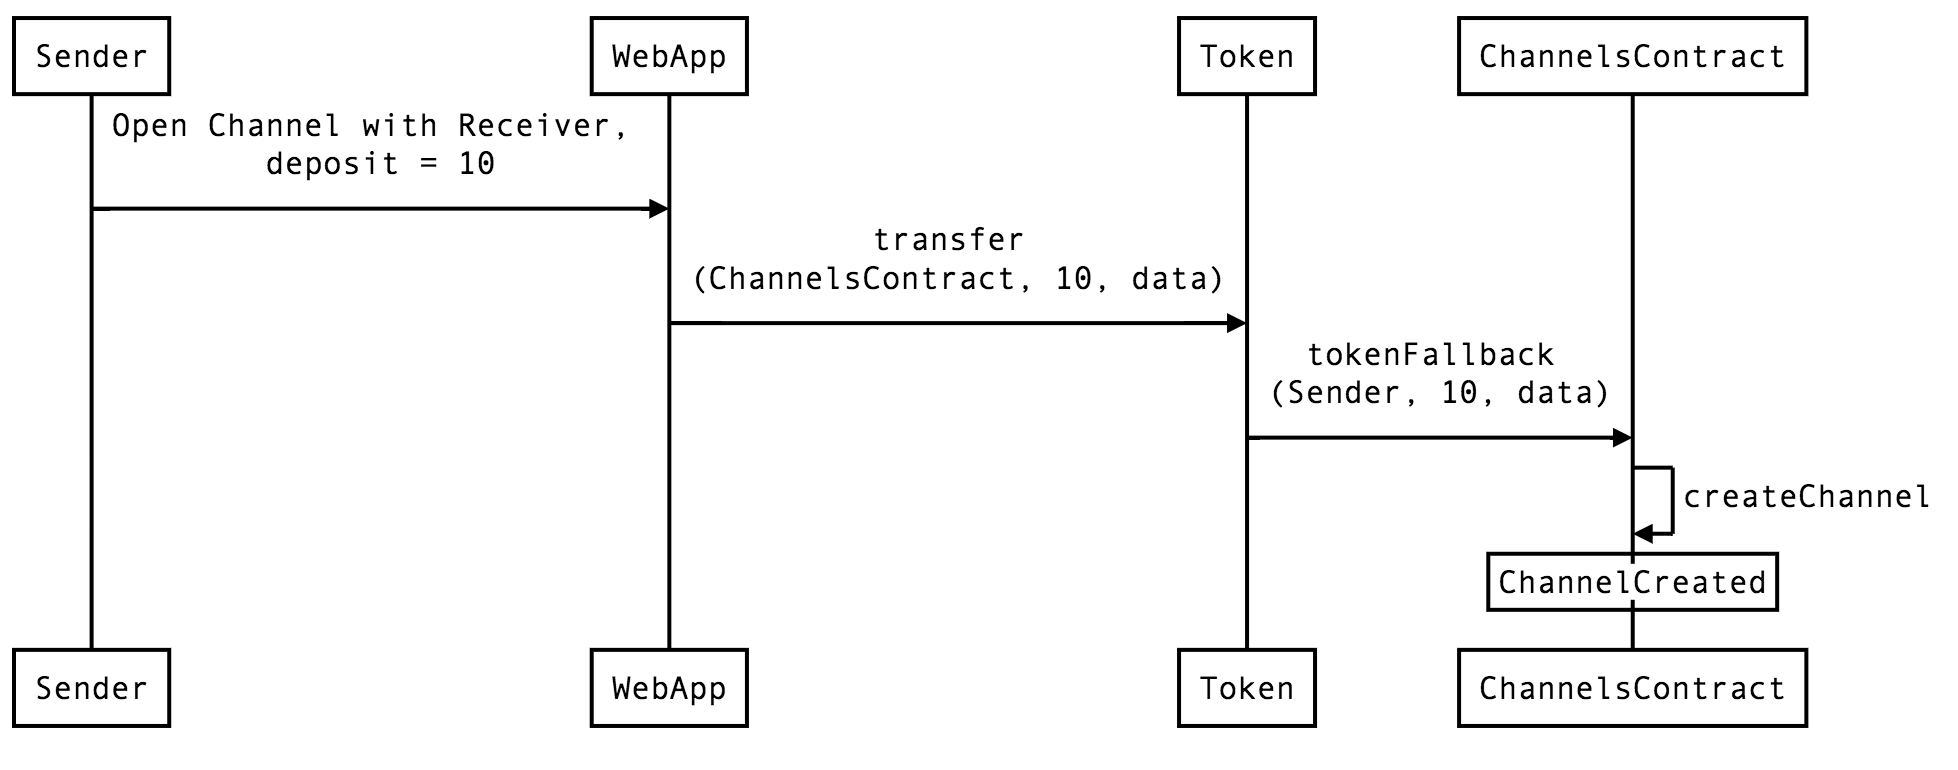 Sender
WebApp
Token
ChannelsContract
Open Channel with Receiver,
deposit = 10
transfer
(ChannelsContract, 10, data)
tokenFallback
(Sender, 10, data)
createChannel
ChannelCreated
Sender
WebApp
Token
ChannelsContract